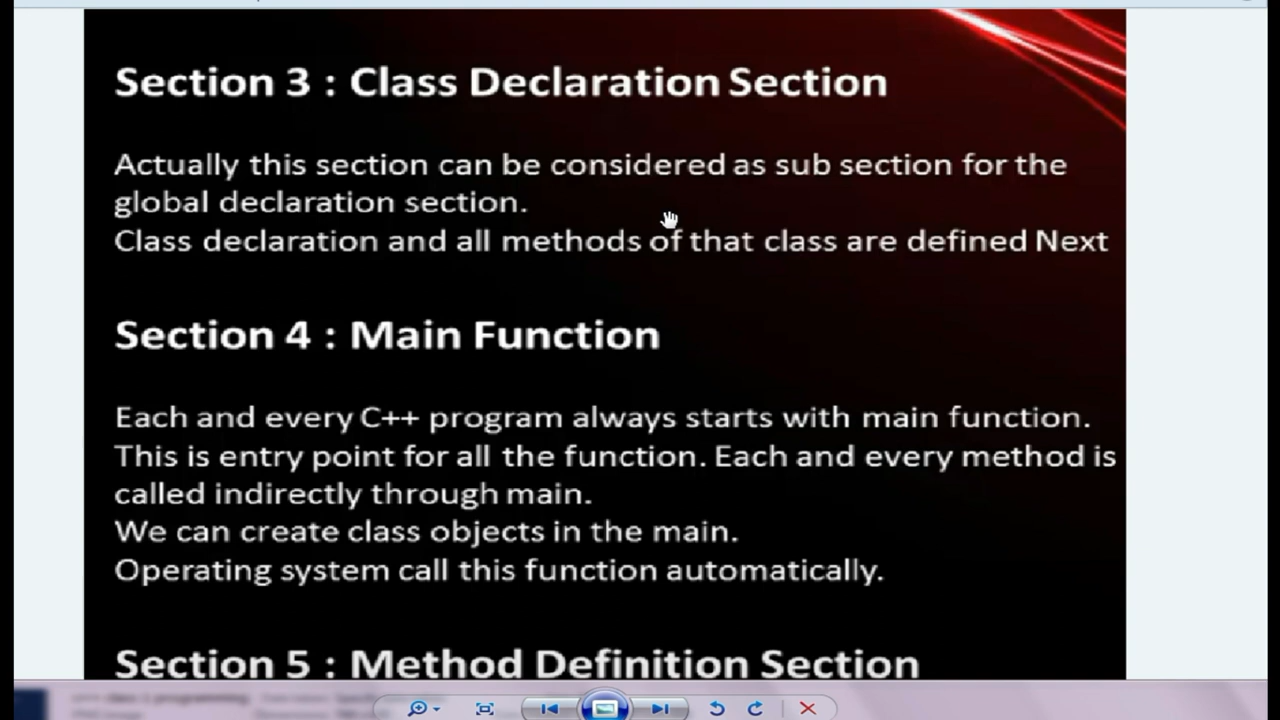 Section 3 : Class Declaration Section
Actually this section can be considered as sub section for the
global declaration section.
Class declaration and all methods of that class are defined Next
Section 4 : Main Function
Each and every C++ program always starts with main function.
This is entry point for all the function. Each and every method is
called indirectly through main.
We can create class objects in the main.
Operating system call this function automatically.
Section 5 : Method Definition Section